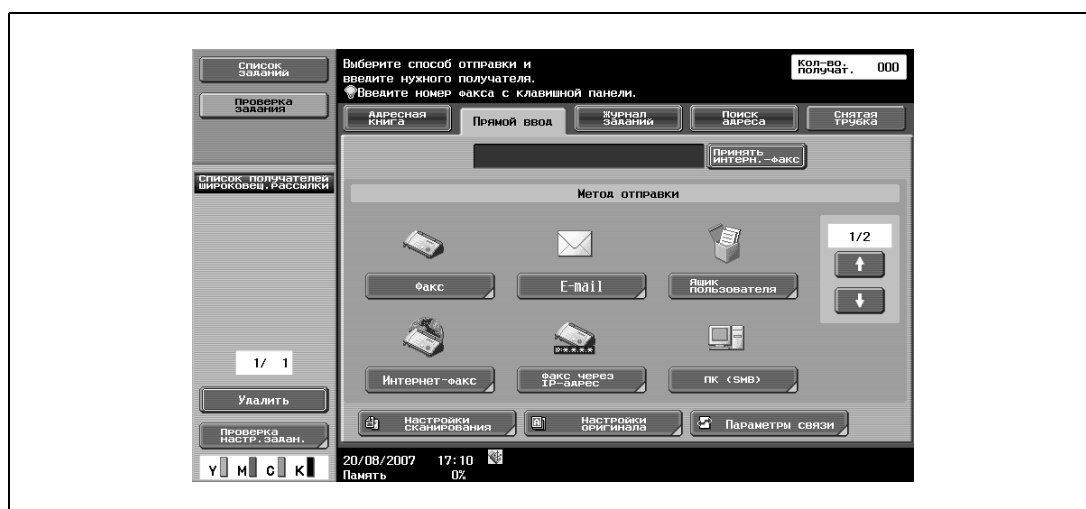 Список
заданий
Проверка
задания
Список получателей
широковещ.рассылки
1/ 1
Удалить
Проверка
настр.задан.
Y M C K
Выберите способ отправки и
введите нужного получателя.
Введите номер факса с клавишной панели.
Кол-во.
получат. 000
Адресная
книга
Прямой ввод
Журнал
заданий
Поиск
адреса
Снятая
трубка
Принять
интерн.-факс
Метод отправки
Факс
E-mail
Ящик
пользователя
1/2
Интернет-факс
Факс через
IP-адрес
ПК (SMB)
Настройки
сканирования
Настройки
оригинала
Параметры связи
20/08/2007 17:10
Память 0%